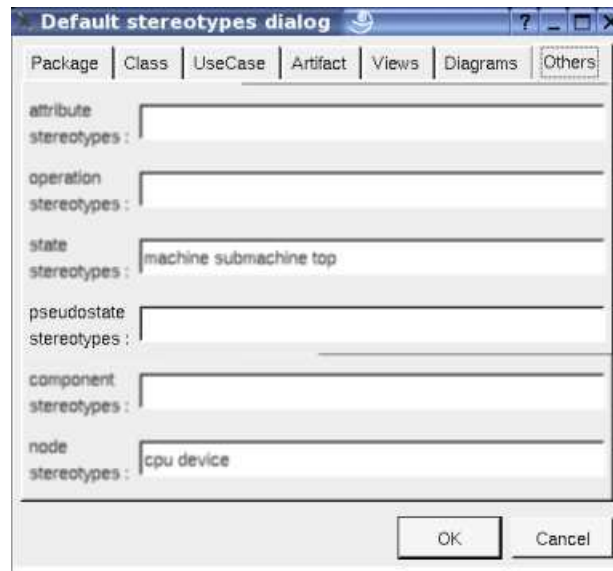 Default stereotypes dialog
Package Class UseCase Artifact Views Diagrams Others
attribute
stereotypes :
operation
stereotypes :
state
stereotypes :
machine submachine top
pseudostate
stereotypes :
component
stereotypes :
node
stereotypes :
cpu device
OK Cancel